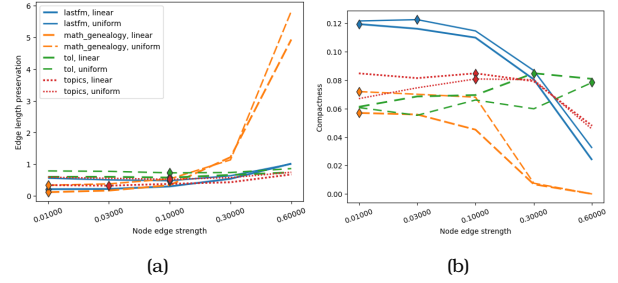 lastfm, linear
lastfm, uniform
math_genealogy, linear
math_genealogy, uniform
tol, linear
tol, uniform
topics, linear
topics, uniform
6
5
4
3
2
1
0
Edge length preservation
0.01000
0.03000
0.10000
0.30000
0.60000
Node edge strength
(a)
0.12
0.10
0.08
0.06
0.04
0.02
0.00
Compactness
0.01000
0.03000
0.10000
0.30000
0.60000
Node edge strength
(b)